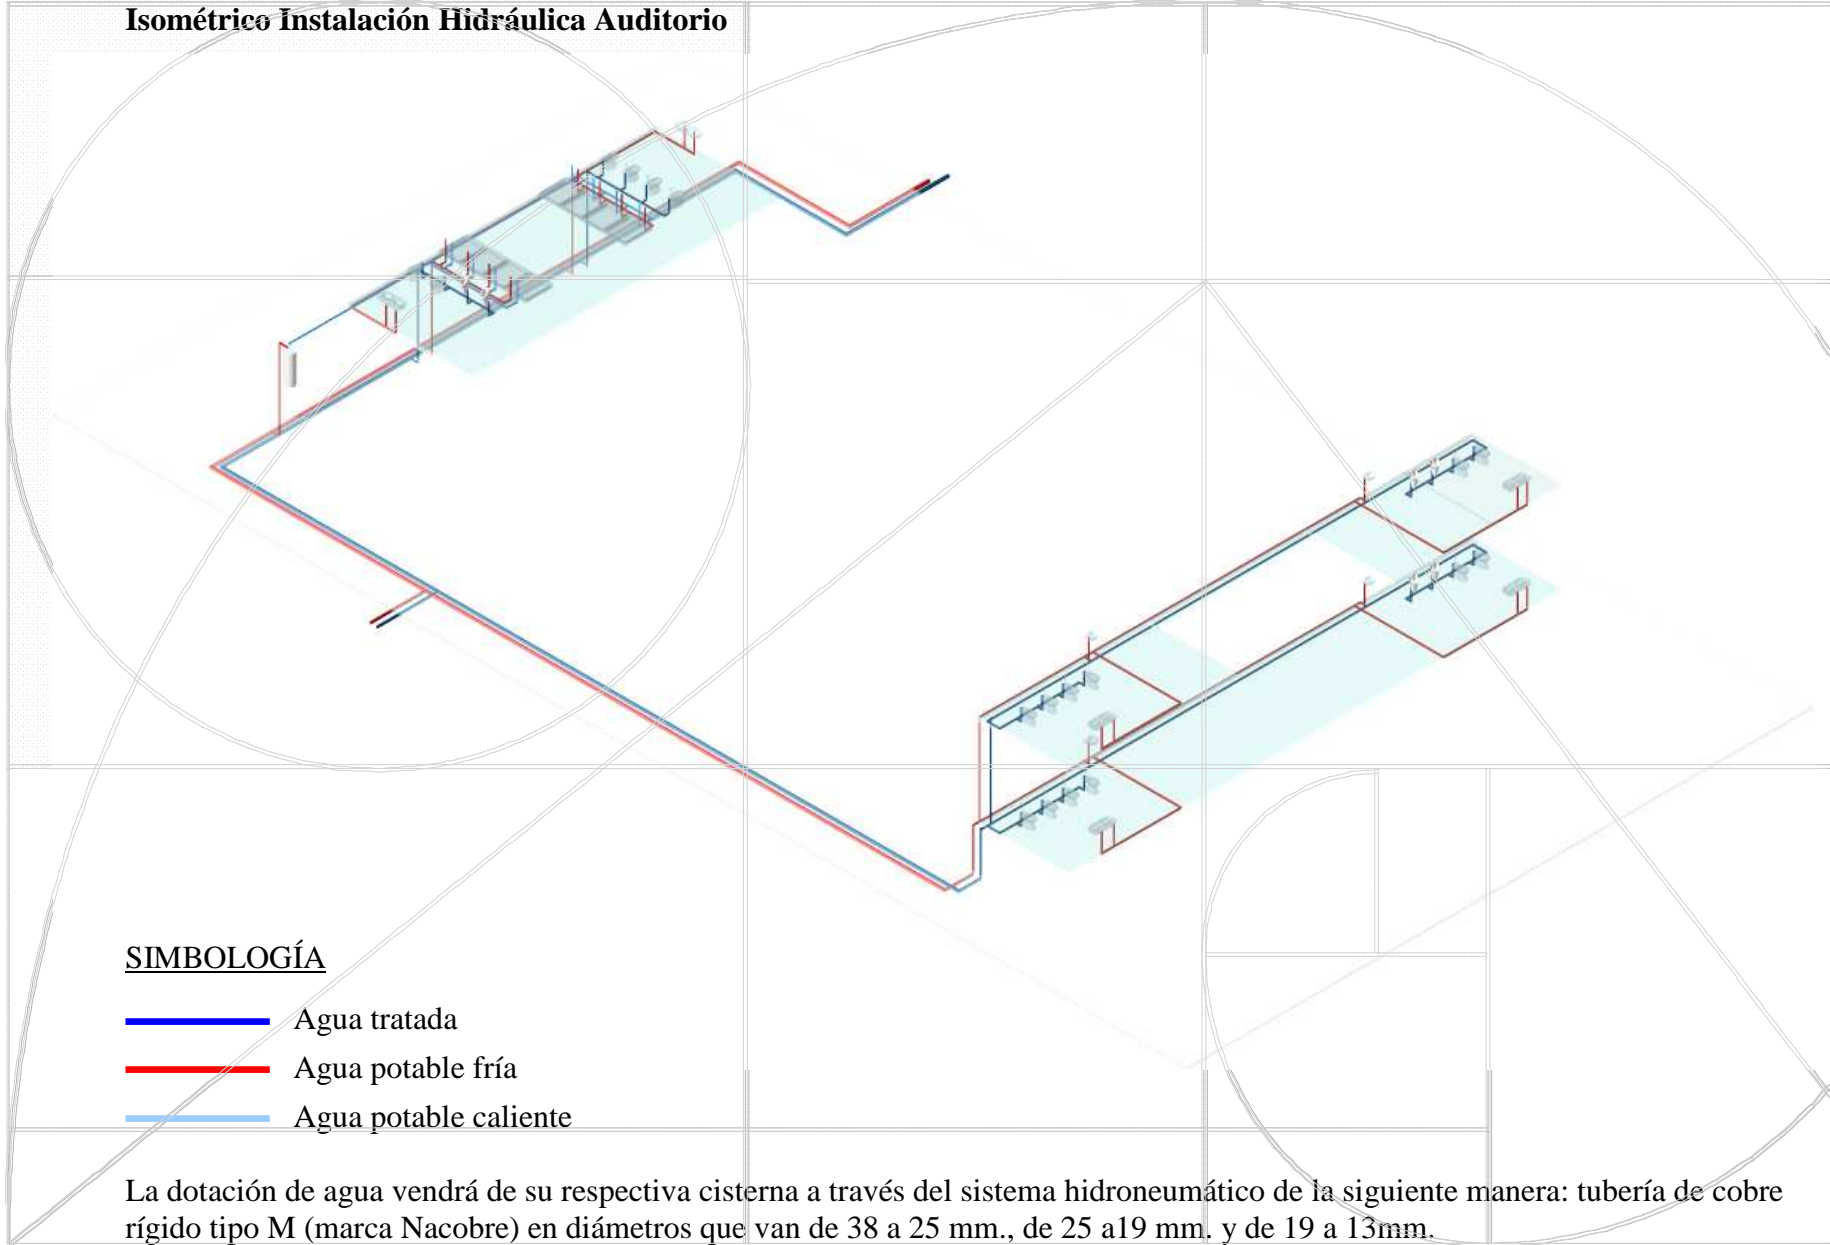 Isométrico Instalación Hidráulica Auditorio
SIMBOLOGÍA
Agua tratada
Agua potable fría
Agua potable caliente
La dotación de agua vendrá de su respectiva cisterna a través del sistema hidroneumático de la siguiente manera: tubería de cobre
rígido tipo M (marca Nacobre) en diámetros que van de 38 a 25 mm., de 25 a19 mm. y de 19 a 13mm.